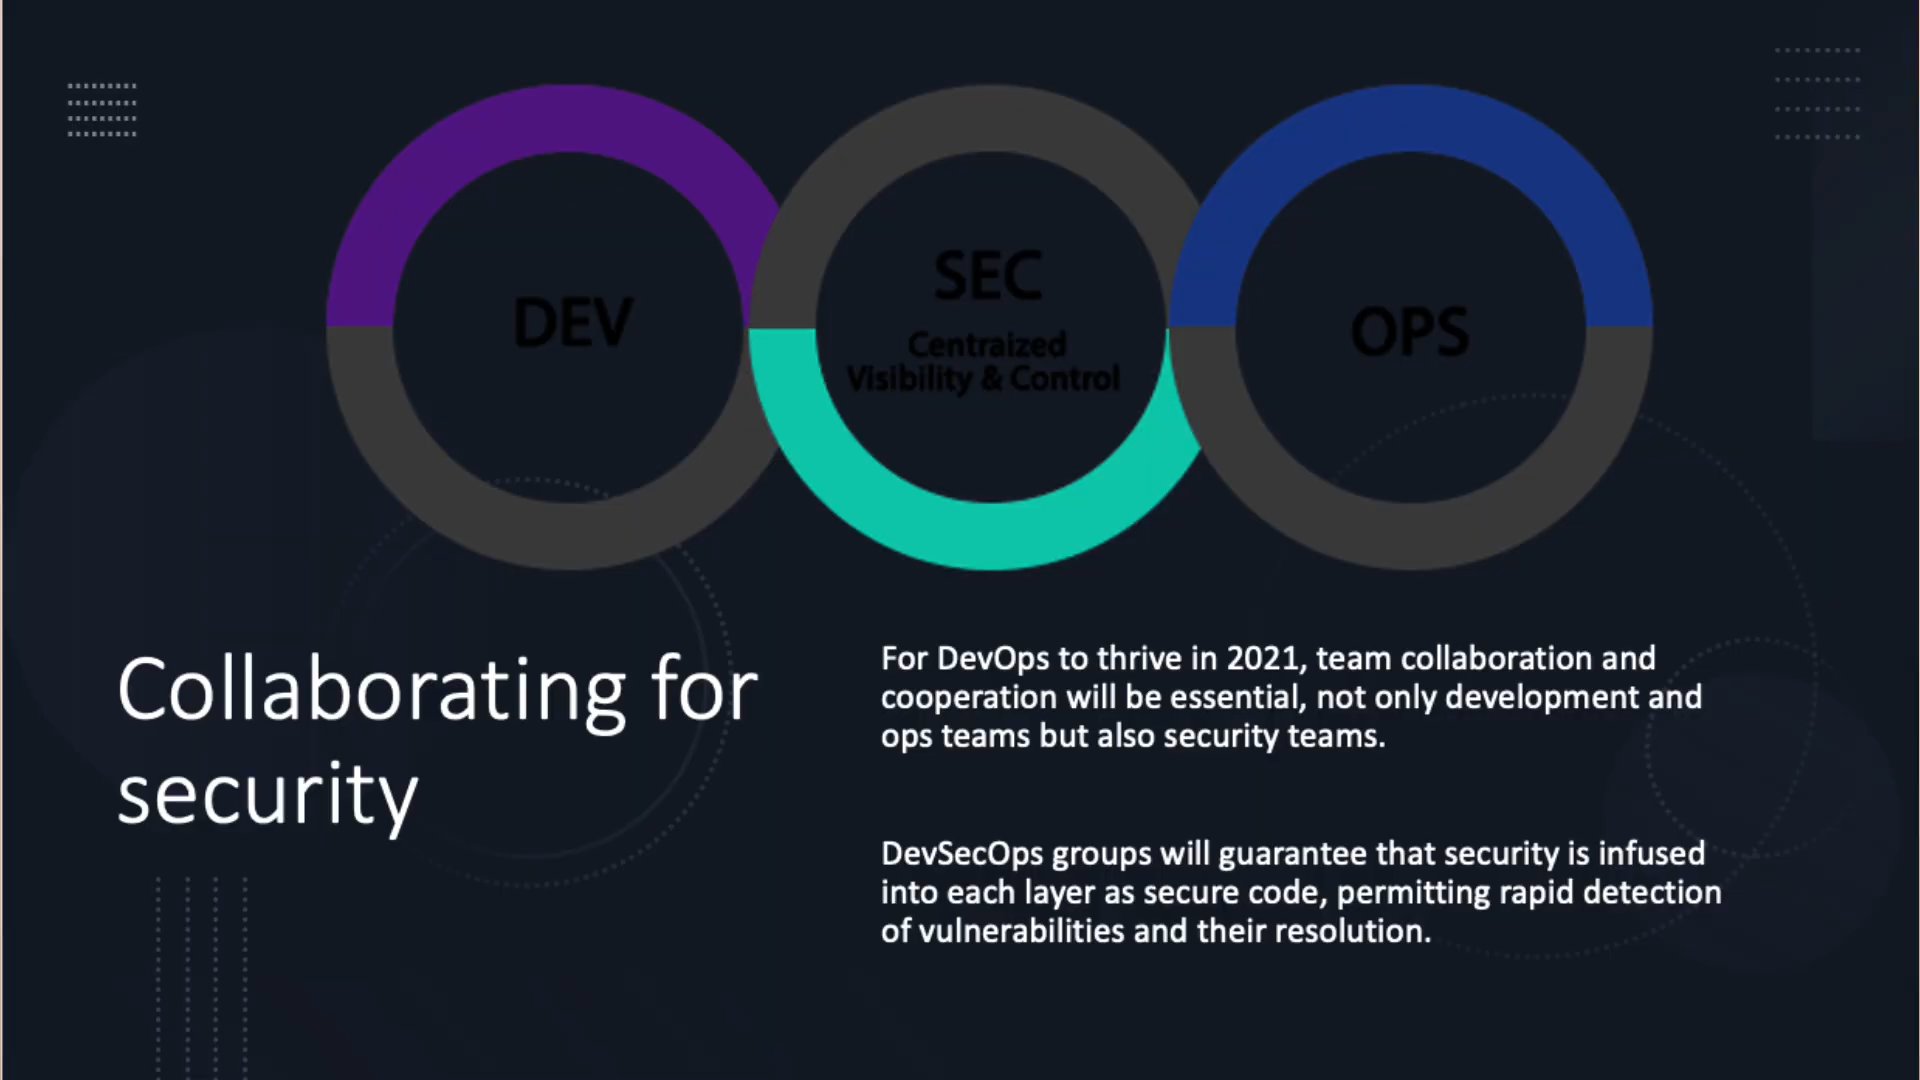 DEV
SEC
Centraized
Visibility & Control
OPS
Collaborating for
security
For DevOps to thrive in 2021, team collaboration and
cooperation will be essential, not only development and
ops teams but also security teams.
DevSecOps groups will guarantee that security is infused
into each layer as secure code, permitting rapid detection
of vulnerabilities and their resolution.